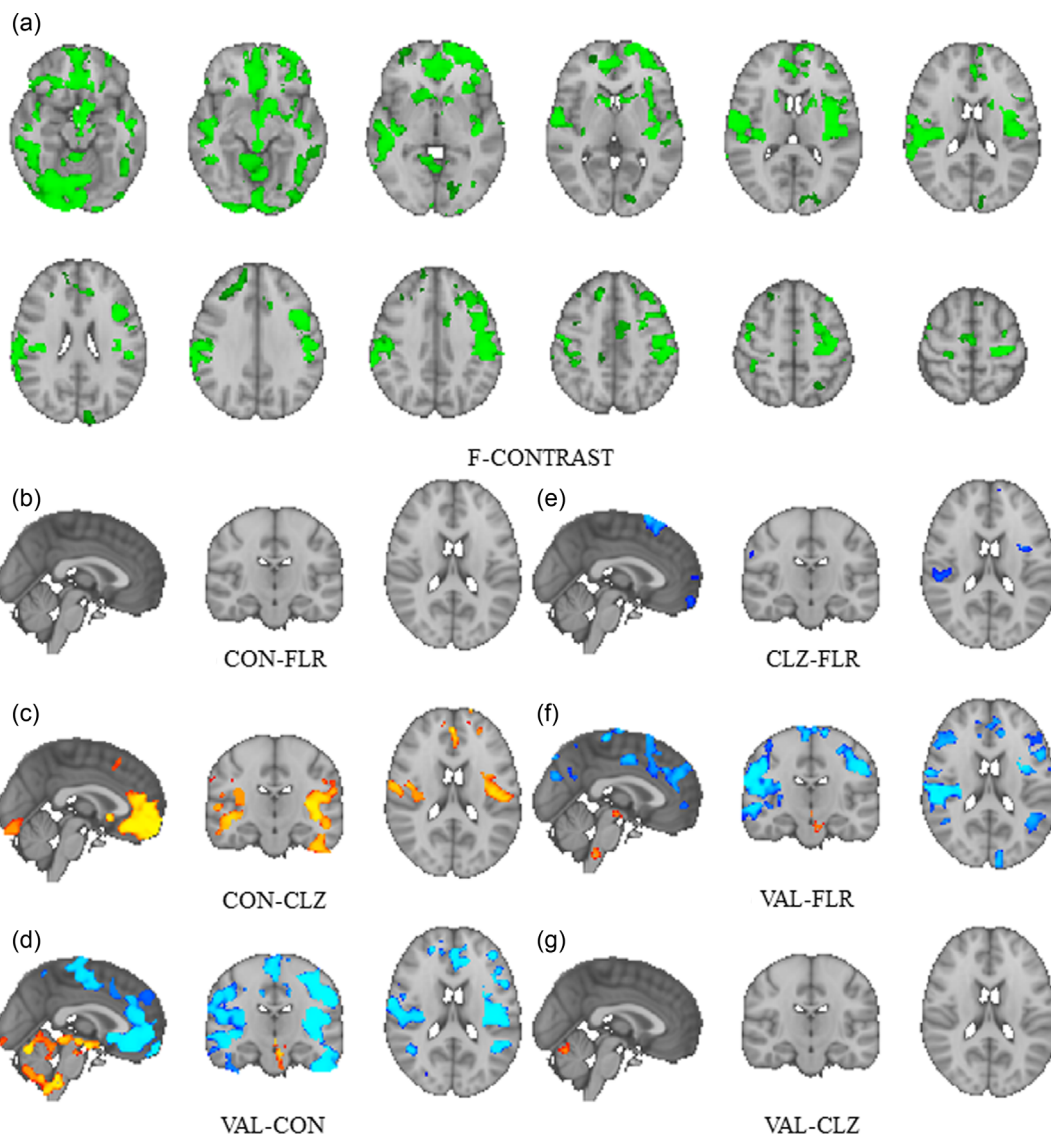 (a)
F-CONTRAST
(b)
CON-FLR
(e)
CLZ-FLR
(c)
CON-CLZ
(f)
VAL-FLR
(d)
VAL-CON
(g)
VAL-CLZ